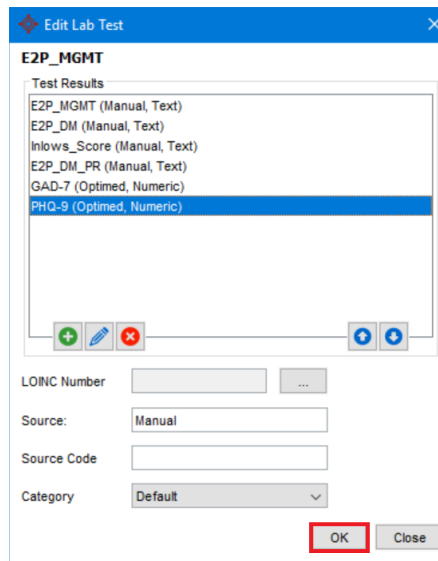 Edit Lab Test
E2P_MGMT
Test Results
E2P_MGMT (Manual, Text)
E2P_DM (Manual, Text)
Inlows_Score (Manual, Text)
E2P_DM_PR (Manual, Text)
GAD-7 (Optimed, Numeric)
PHQ-9 (Optimed, Numeric)
LOINC Number ...
Source: Manual
Source Code
Category Default
OK Close